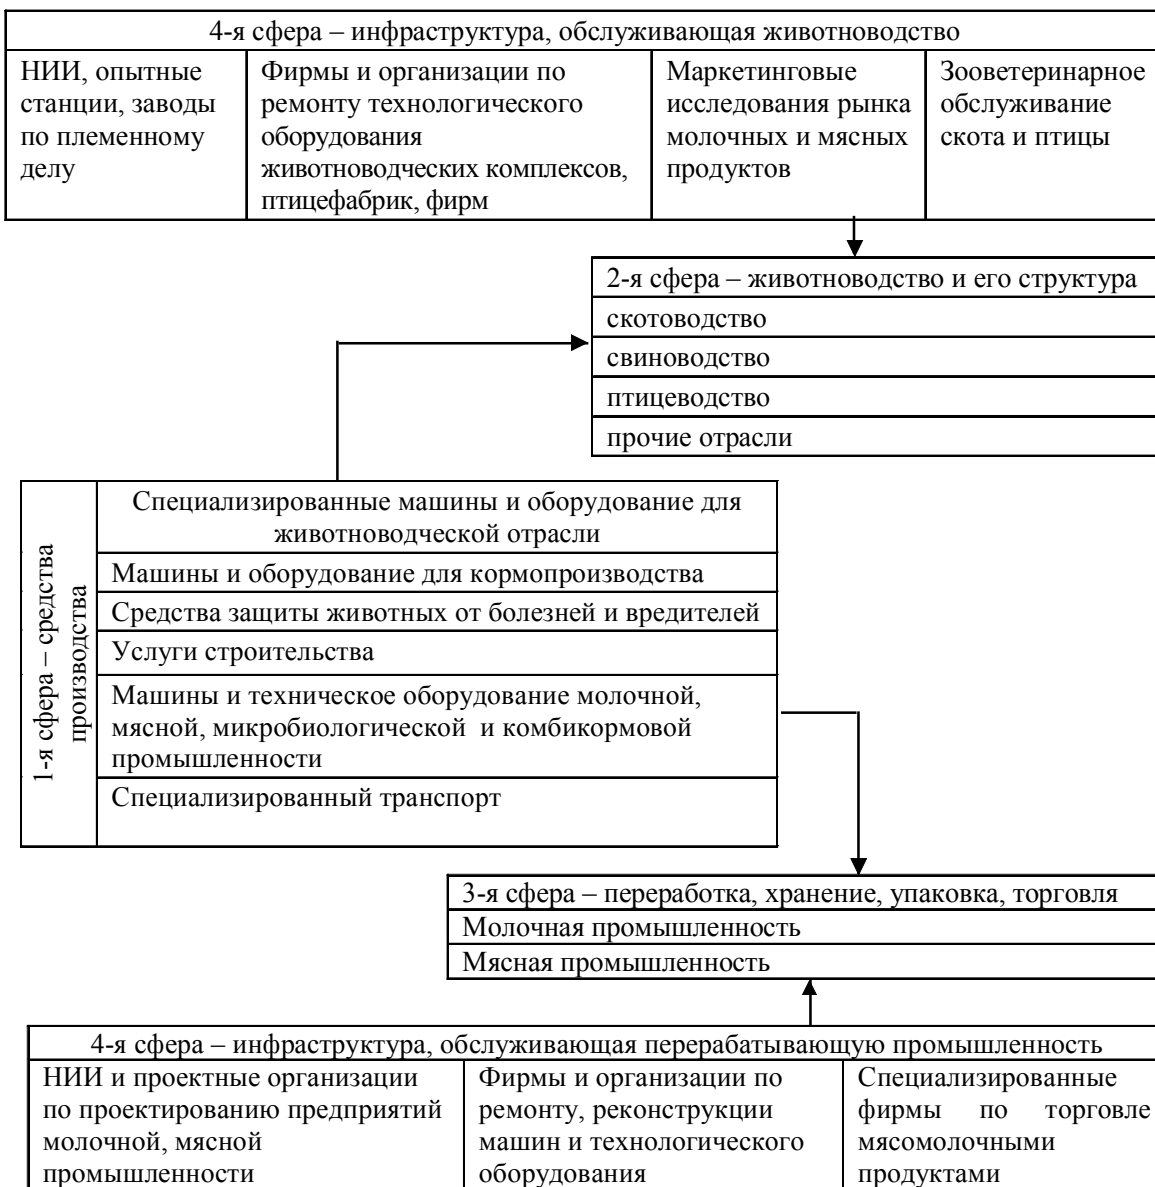 4-я сфера – инфраструктура, обслуживающая животноводство
НИИ, опытные
станции, заводы
по племенному
делу
Фирмы и организации по
ремонту технологического
оборудования
животноводческих комплексов,
птицефабрик, фирм
Маркетинговые
исследования рынка
молочных и мясных
продуктов
Зооветеринарное
обслуживание
скота и птицы
2-я сфера – животноводство и его структура
скотоводство
свиноводство
птицеводство
прочие отрасли
1-я сфера – средства
производства
Специализированные машины и оборудование для
животноводческой отрасли
Машины и оборудование для кормопроизводства
Средства защиты животных от болезней и вредителей
Услуги строительства
Машины и техническое оборудование молочной,
мясной, микробиологической и комбикормовой
промышленности
Специализированный транспорт
3-я сфера – переработка, хранение, упаковка, торговля
Молочная промышленность
Мясная промышленность
4-я сфера – инфраструктура, обслуживающая перерабатывающую промышленность
НИИ и проектные организации
по проектированию предприятий
молочной, мясной
промышленности
Фирмы и организации по
ремонту, реконструкции
машин и технологического
оборудования
Специализированные
фирмы по торговле
мясомолочными
продуктами